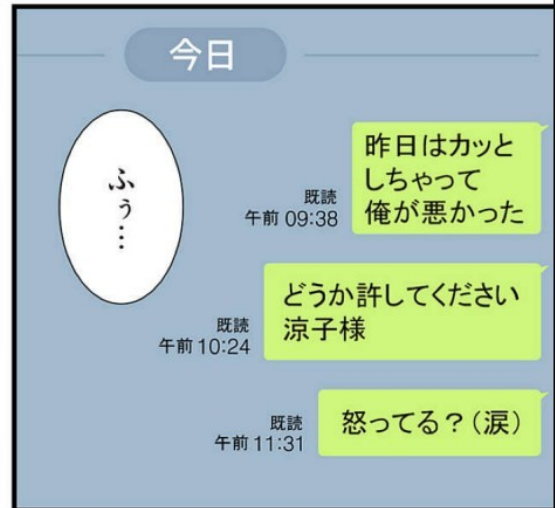 今日
昨日はカッと
しちゃって
俺が悪かった
既読
午前 09:38
ふぅ…
どうか許してください
涼子様
既読
午前 10:24
怒ってる？(涙)
既読
午前 11:31